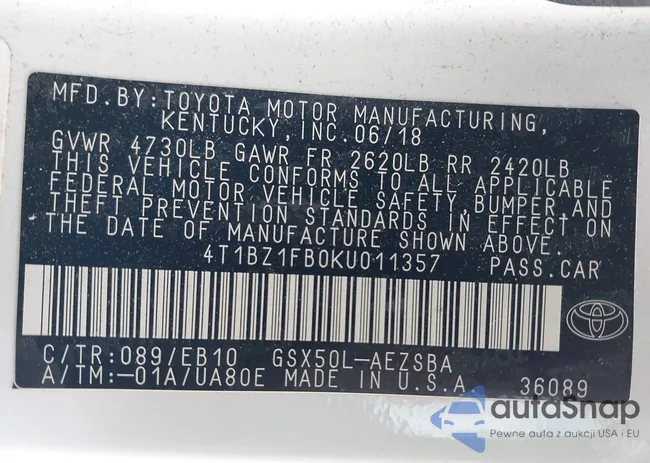 MFD.BY:TOYOTA MOTOR MANUFACTURING,
KENTUCKY,INC.06/18
GVWR 4730LB GAWR FR 2620LB RR 2420LB
THIS VEHICLE CONFORMS TO ALL APPLICABLE
FEDERAL MOTOR VEHICLE SAFETY,BUMPER,AND
THEFT PREVENTION STANDARDS IN EFFECT ON
THE DATE OF MANUFACTURE SHOWN ABOVE.
4T1BZ1FB0KU011357 PASS.CAR
C/TR:089/EB10 GSX50L-AEZSBA
A/TM:-01A/UA80E MADE IN U.S.A 36089
autoSnap
Pewne auta z aukcji USA i EU